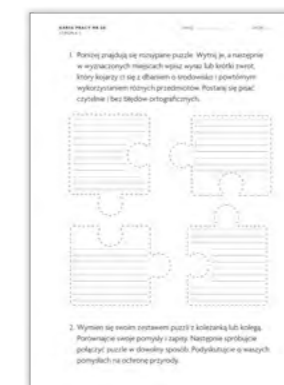 KARTA PRACY NR
1. Poniżej znajdują się rozsypane puzzle. Wytnij je, a następnie
w wyznaczonych miejscach wpisz wyraz lub krótki zwrot,
który kojarzy ci się z dbaniem o środowisko i powtórnym
wykorzystaniem różnych przedmiotów. Postaraj się pisać
czytelnie i bez błędów ortograficznych.
2. Wymień się swoim zestawem puzzli z koleżanką lub kolegą.
Porównajcie swoje pomysły i zapisy. Następnie spróbujcie
połączyć puzzle w dowolny sposób. Podyskutujcie o waszych
pomysłach na ochronę przyrody.